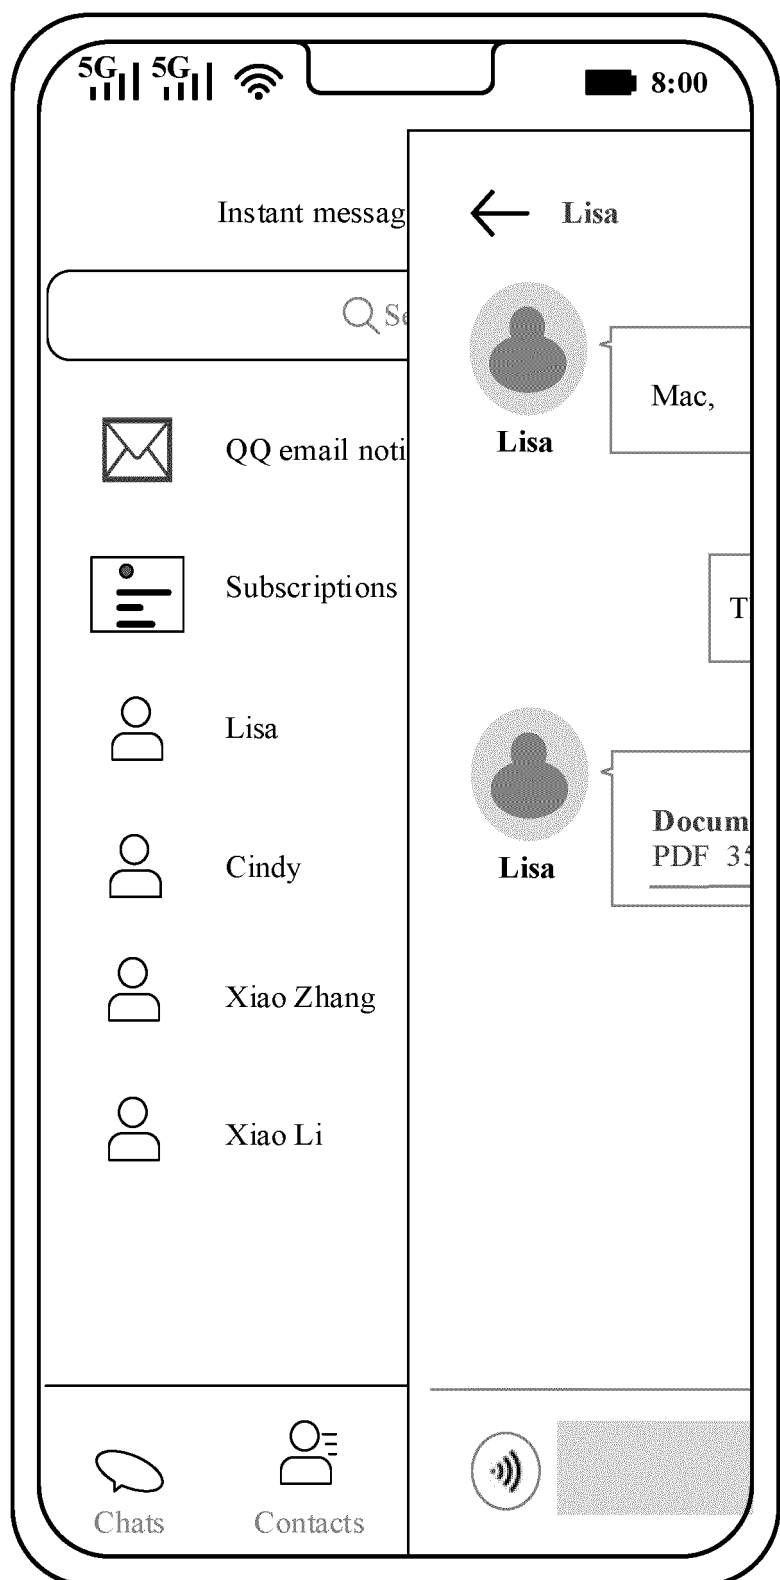 5G 5G 8:00
Instant messag
Se
QQ email noti
Subscriptions
Lisa
Cindy
Xiao Zhang
Xiao Li
Chats Contacts
Lisa
Mac,
Lisa
Docum
PDF 35
Lisa